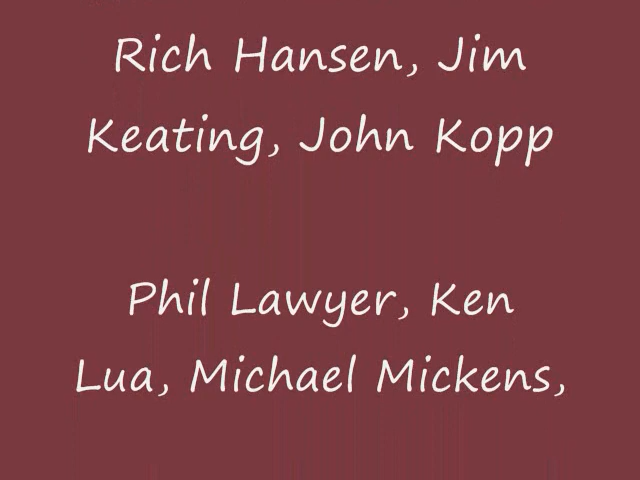 Rich Hansen, Jim
Keating, John Kopp
Phil Lawyer, Ken
Lua, Michael Mickens,